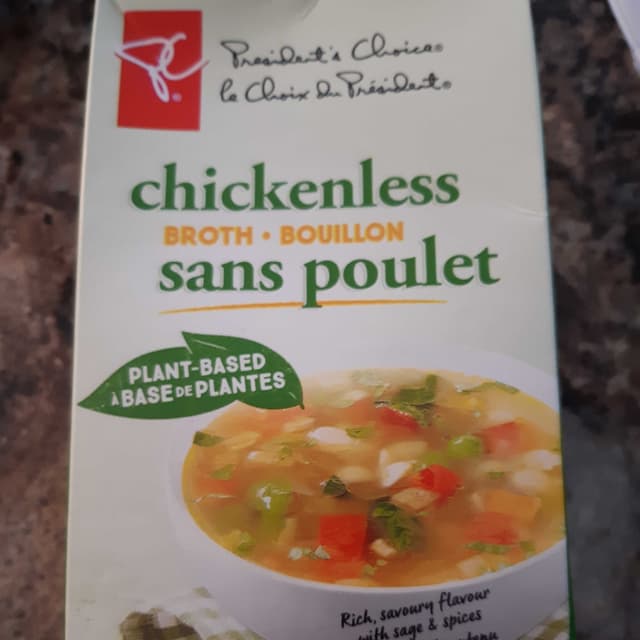 PC®
President's Choice®
le Choix du Président®
chickenless
BROTH • BOUILLON
sans poulet
PLANT-BASED
À BASE DE PLANTES
Rich, savoury flavour
with sage & spices